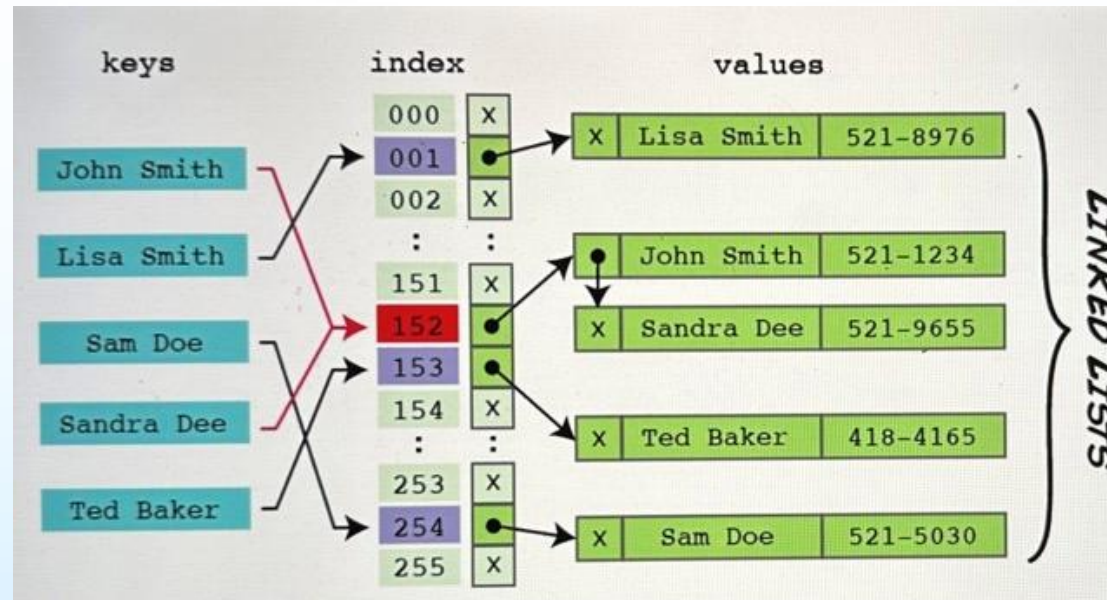 keys
index
values
John Smith
Lisa Smith
Sam Doe
Sandra Dee
Ted Baker
000 x
001
002 x
: :
151 x
152
153
154 x
: :
253 x
254
255 x
x Lisa Smith 521-8976
John Smith 521-1234
x Sandra Dee 521-9655
x Ted Baker 418-4165
x Sam Doe 521-5030
LINKED LISTS